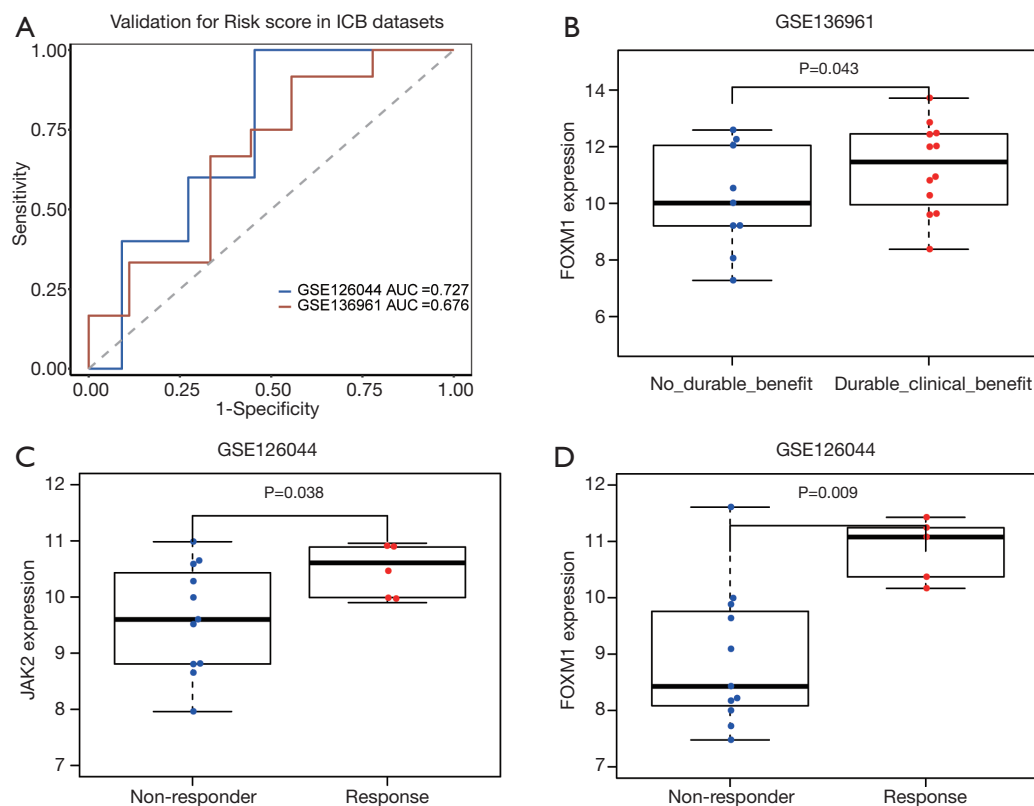 A
Validation for Risk score in ICB datasets
1.00
0.75
0.50
0.25
0.00
Sensitivity
GSE126044 AUC =0.727
GSE136961 AUC =0.676
0.00 0.25 0.50 0.75 1.00
1-Specificity
B
GSE136961
P=0.043
14
12
10
8
6
FOXM1 expression
No_durable_benefit Durable_clinical_benefit
C
GSE126044
P=0.038
12
11
10
9
8
7
JAK2 expression
Non-responder Response
D
GSE126044
P=0.009
12
11
10
9
8
7
FOXM1 expression
Non-responder Response